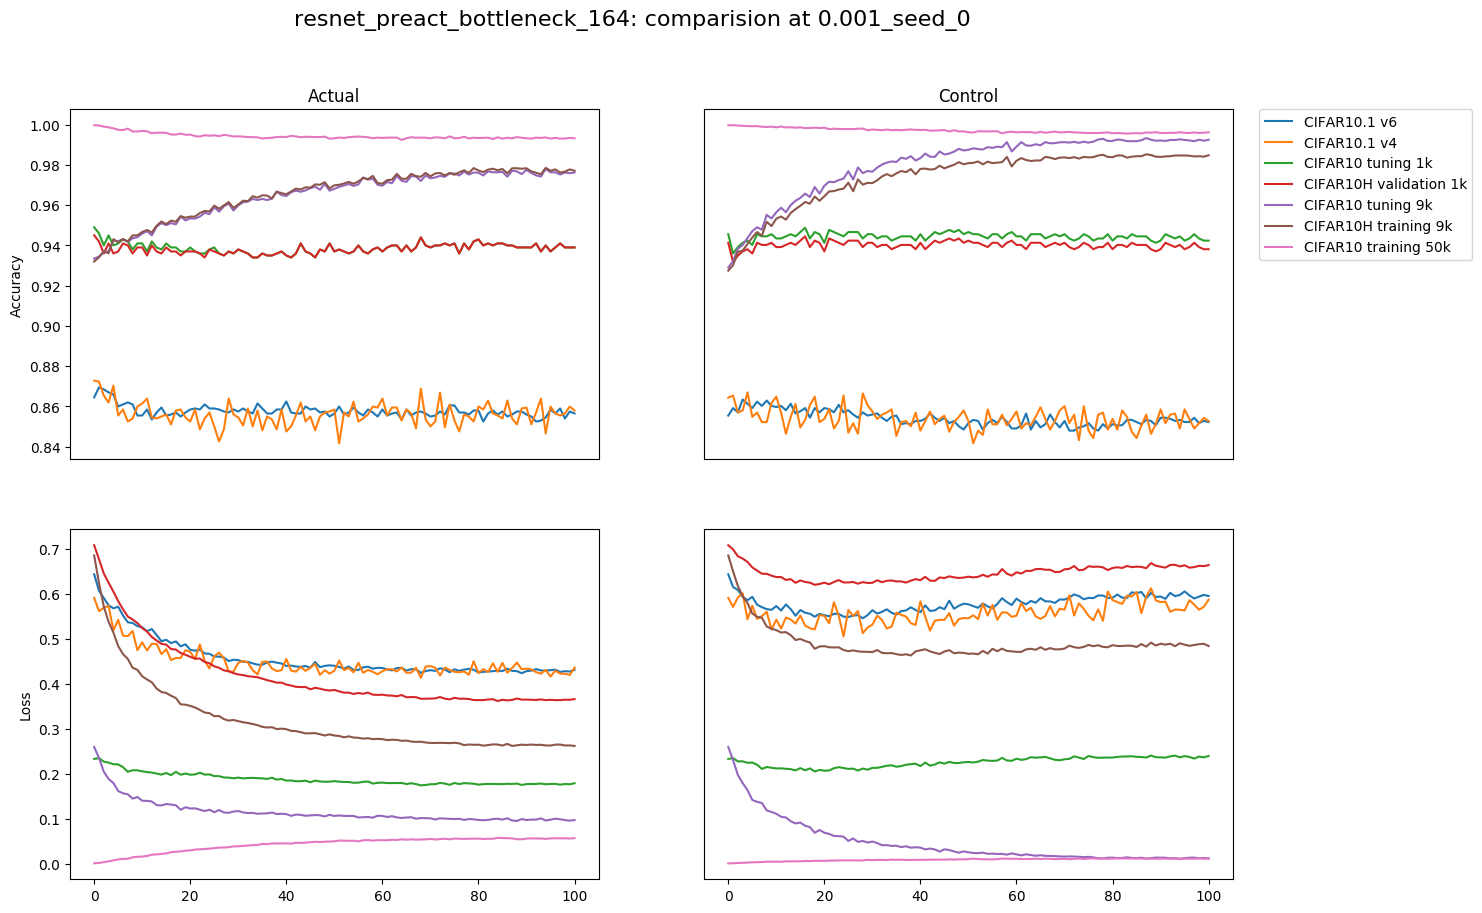 resnet_preact_bottleneck_164: comparision at 0.001_seed_0
Actual
Control
Accuracy
1.00
0.98
0.96
0.94
0.92
0.90
0.88
0.86
0.84
CIFAR10.1 v6
CIFAR10.1 v4
CIFAR10 tuning 1k
CIFAR10H validation 1k
CIFAR10 tuning 9k
CIFAR10H training 9k
CIFAR10 training 50k
Loss
0.7
0.6
0.5
0.4
0.3
0.2
0.1
0.0
0 20 40 60 80 100
0 20 40 60 80 100